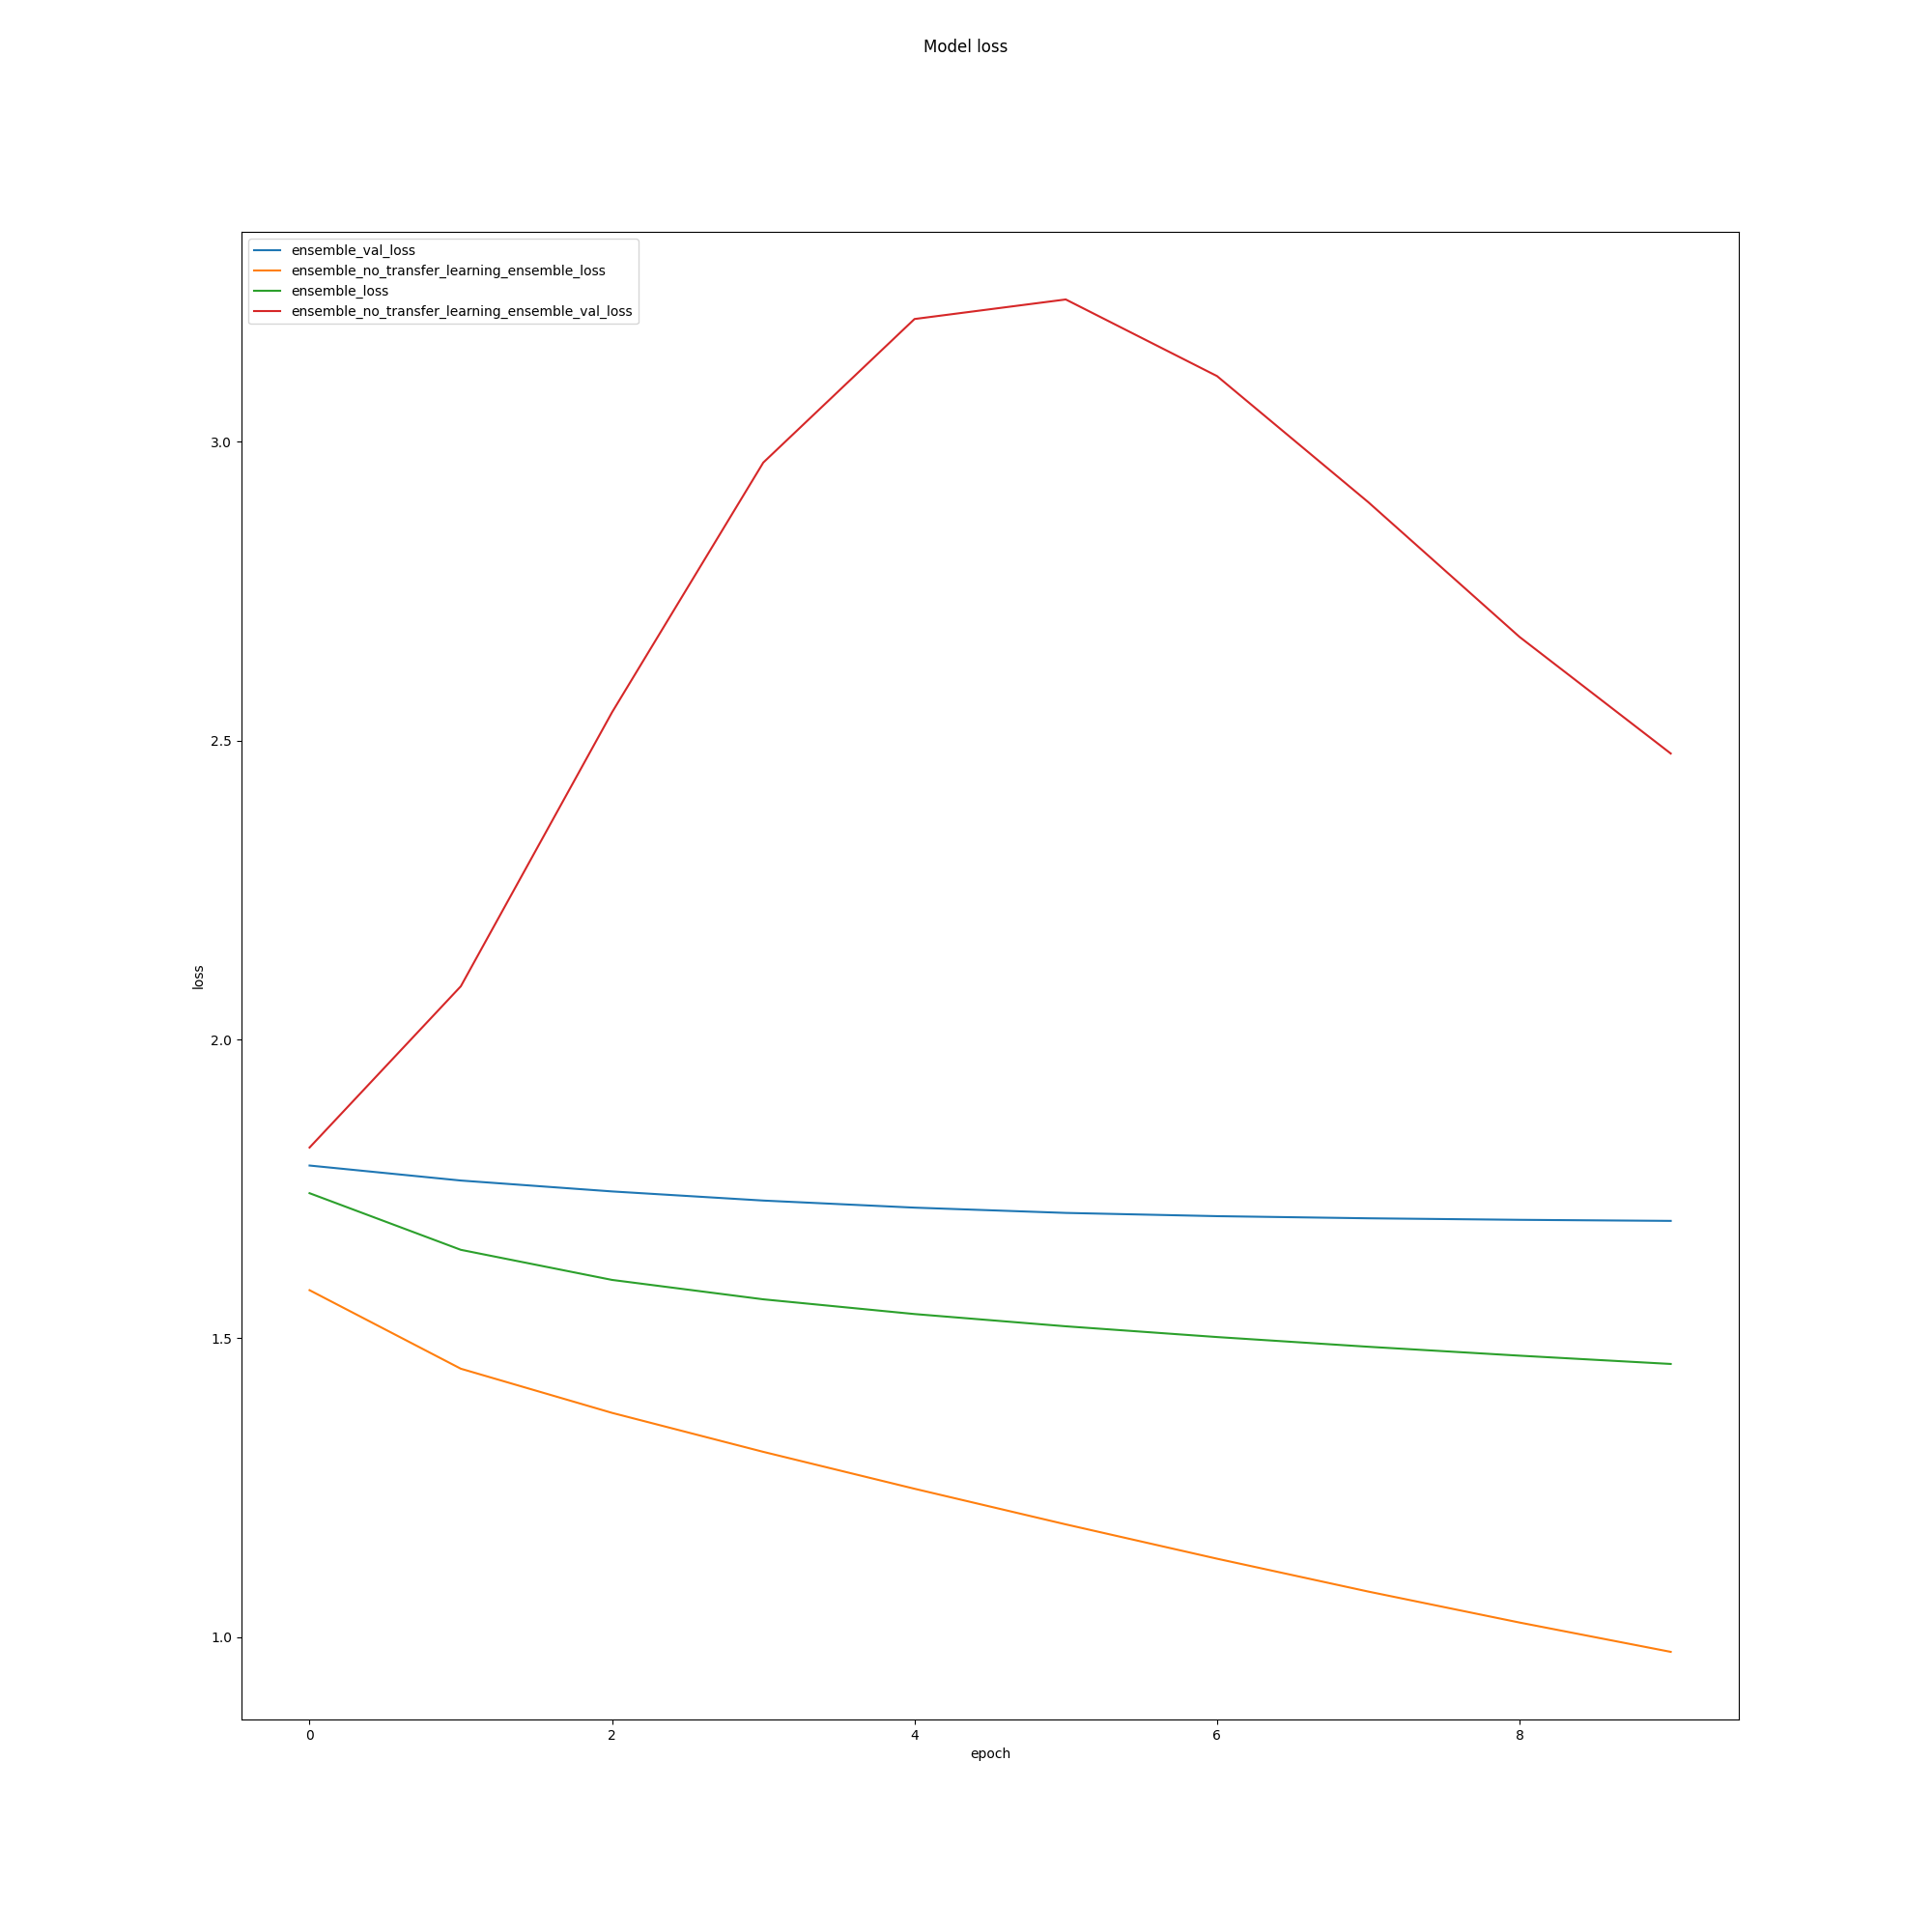 Model loss
ensemble_val_loss
ensemble_no_transfer_learning_ensemble_loss
ensemble_loss
ensemble_no_transfer_learning_ensemble_val_loss
3.0
2.5
loss
2.0
1.5
1.0
0 2 4 6 8
epoch